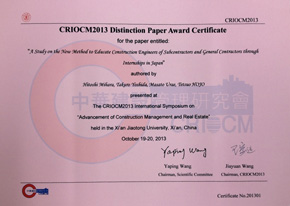 CRIOCM2013
CRIOCM2013 Distinction Paper Award Certificate
for the paper entitled:
"A Study on the New Method to Educate Construction Engineers of Subcontractors and General Contractors through
Internships in Japan"
authored by
Hitoshi Mihara, Takayu Yoshida, Masato Urae, Tetsuo HOJO
presented at
The CRIOCM2013 International Symposium on
"Advancement of Construction Management and Real Estate"
held in the Xi'an Jiaotong University, Xi'an, China
October 19-20, 2013
Yaping Wang
Yaping Wang
Jiayuan Wang
Chairman, Scientific Committee
Chairman, CRIOCM2013
Certificate No.201301